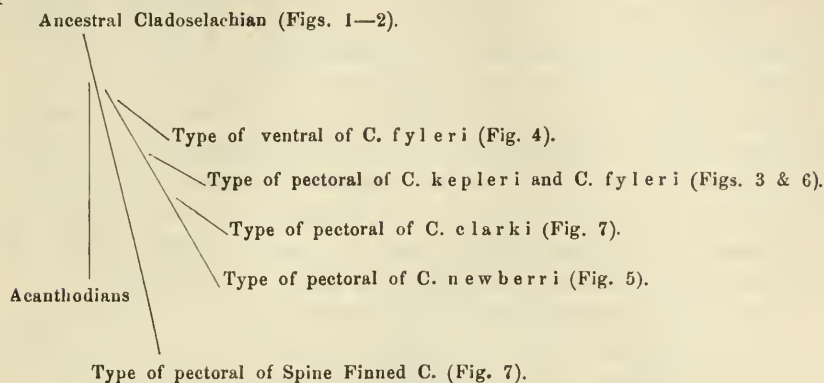 Ancestral Cladoselachian (Figs. 1—2).
Type of ventral of C. fyleri (Fig. 4).
Type of pectoral of C. kepleri and C. fyleri (Figs. 3 & 6).
Type of pectoral of C. clarki (Fig. 7).
Type of pectoral of C. newberri (Fig. 5).
Acanthodians
Type of pectoral of Spine Finned C. (Fig. 7).